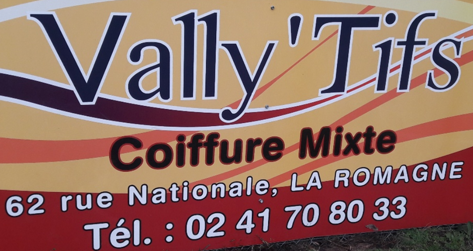 Vally'Tifs
Coiffure Mixte
62 rue Nationale, LA ROMAGNE
Tél. : 02 41 70 80 33